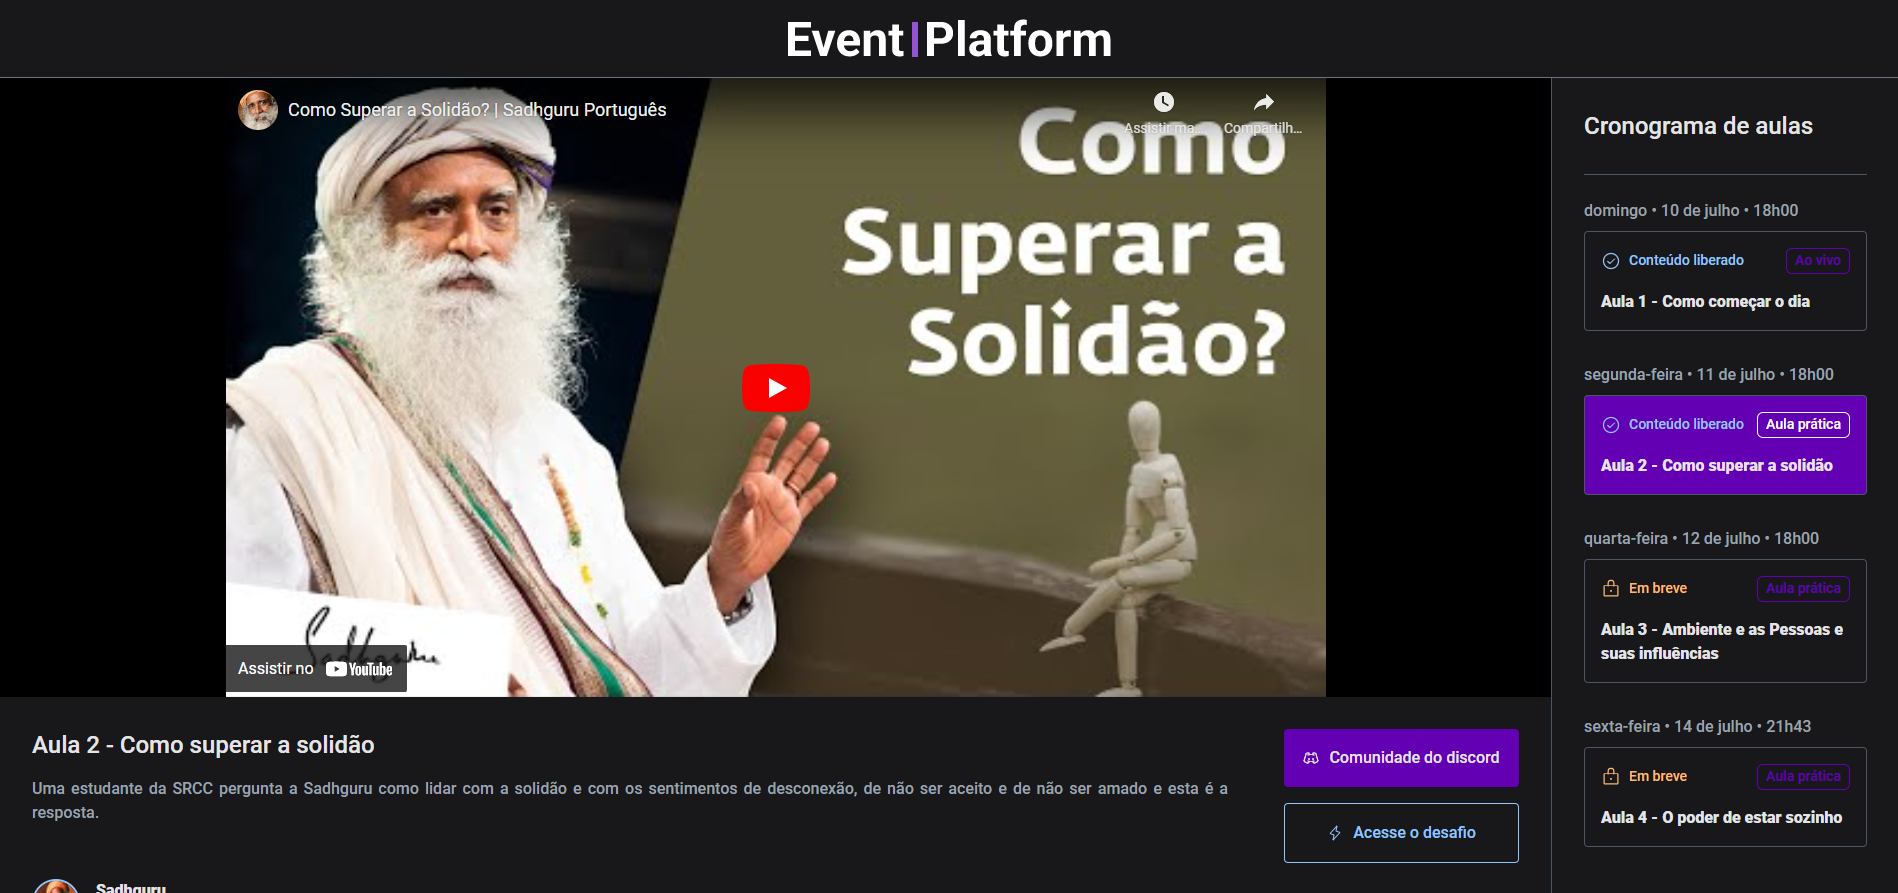 Event|Platform
Como Superar a Solidão? | Sadhguru Português
Assistir ma...
Compartilh...
Como
Superar a
Solidão?
Sadhguru
Assistir no YouTube
Aula 2 - Como superar a solidão
Uma estudante da SRCC pergunta a Sadhguru como lidar com a solidão e com os sentimentos de desconexão, de não ser aceito e de não ser amado e esta é a
resposta.
Sadhguru
Comunidade do discord
Acesse o desafio
Cronograma de aulas
domingo • 10 de julho • 18h00
Conteúdo liberado
Ao vivo
Aula 1 - Como começar o dia
segunda-feira • 11 de julho • 18h00
Conteúdo liberado
Aula prática
Aula 2 - Como superar a solidão
quarta-feira • 12 de julho • 18h00
Em breve
Aula prática
Aula 3 - Ambiente e as Pessoas e
suas influências
sexta-feira • 14 de julho • 21h43
Em breve
Aula prática
Aula 4 - O poder de estar sozinho